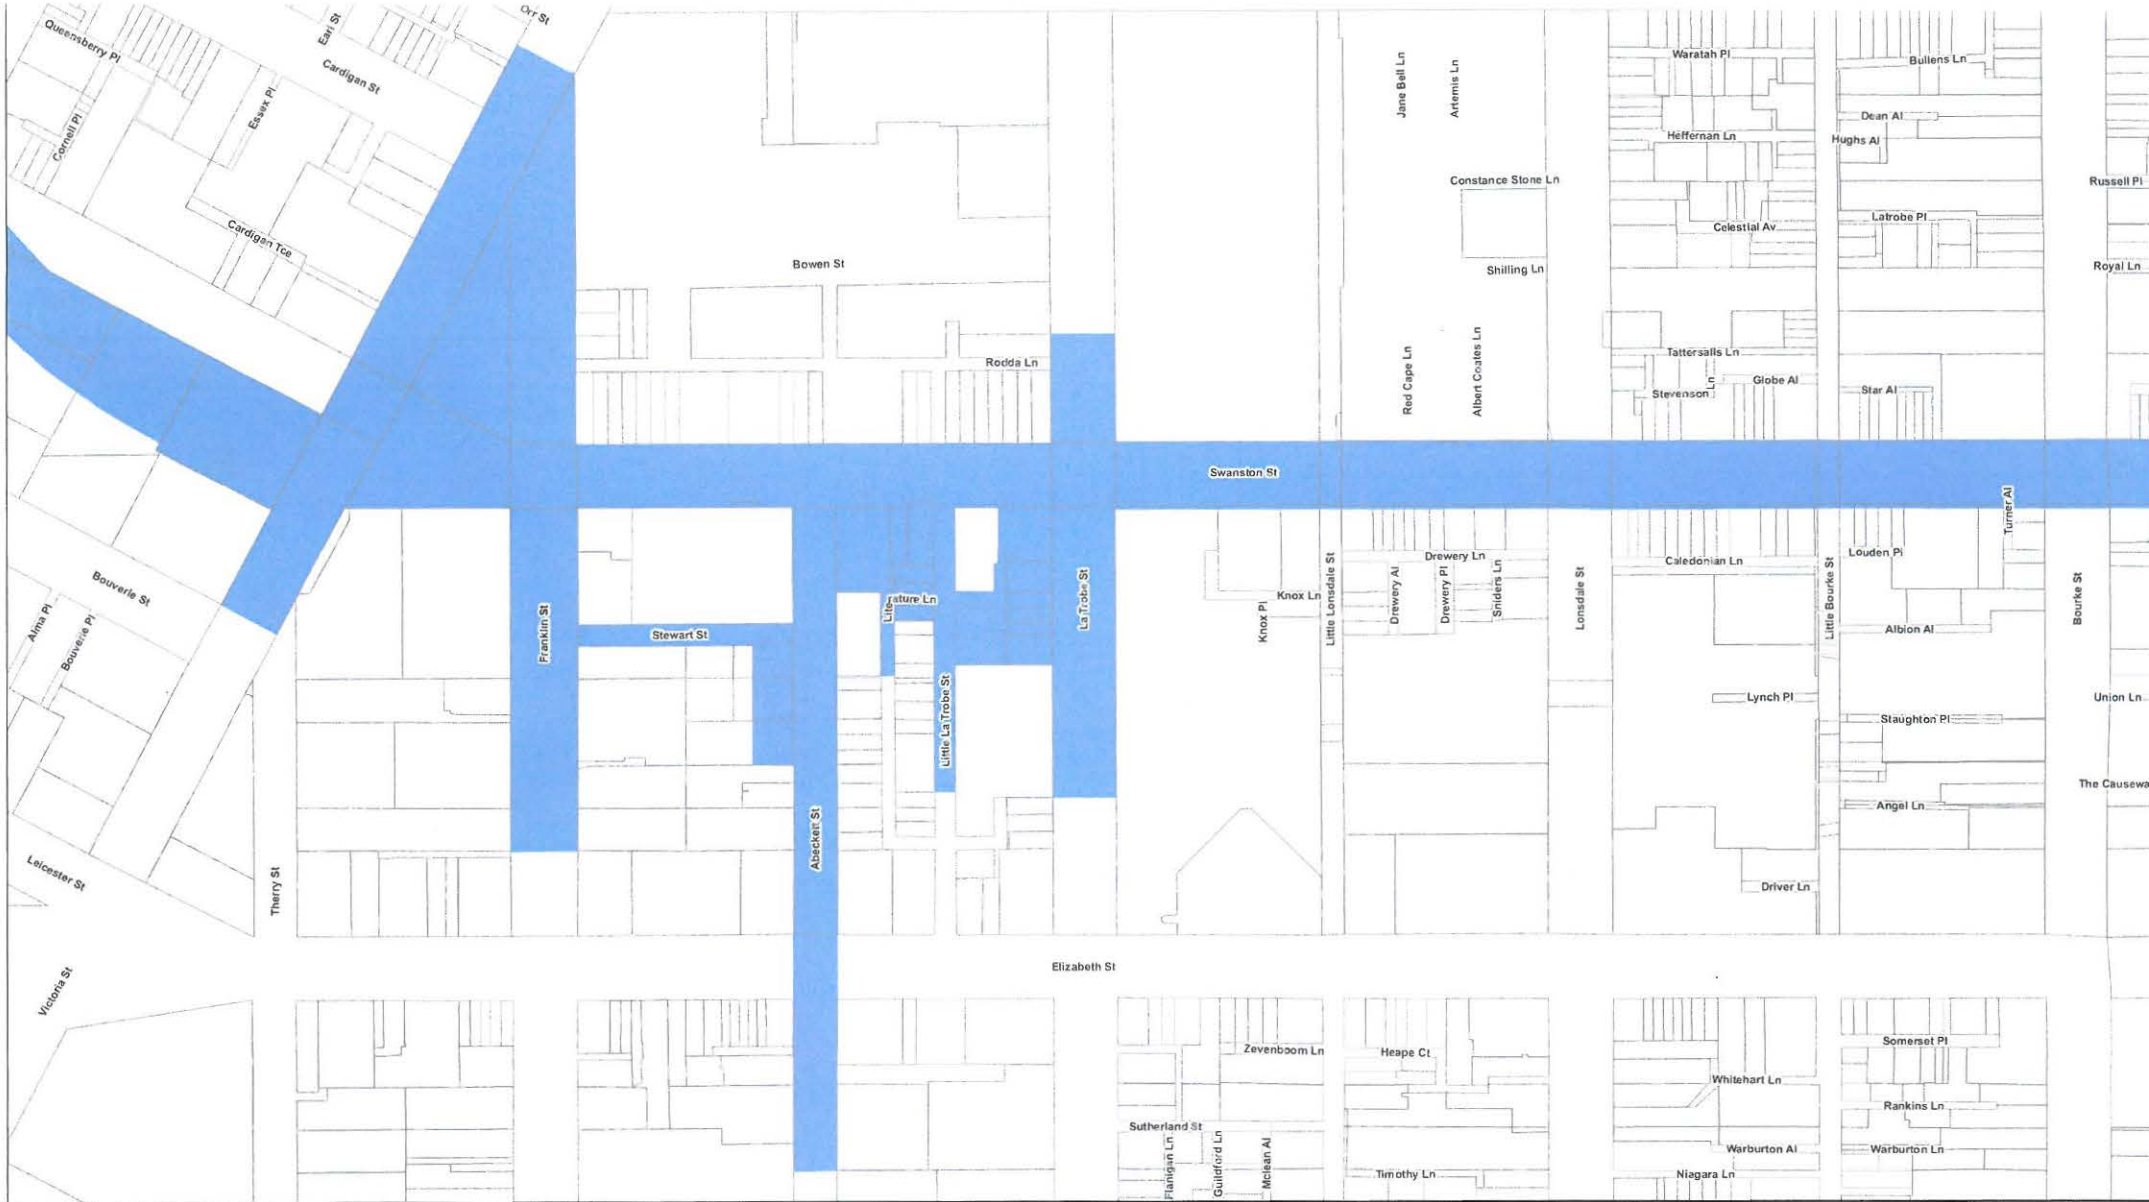 Orr St
Earl St
Queensberry Pl
Cardigan St
Essex Pl
Cornell Pl
Cardigan Tce
Bowen St
Rodda Ln
Jane Bell Ln
Artemis Ln
Constance Stone Ln
Shilling Ln
Red Cape Ln
Albert Coates Ln
Waratah Pl
Heffernan Ln
Celestial Av
Tattersalls Ln
Stevenson Ln
Globe Al
Bullens Ln
Dean Al
Hughs Al
Latrobe Pl
Star Al
Russell Pl
Royal Ln
Swanston St
Turner Al
Bouverie St
Alma Pl
Bouverie Pl
Franklin St
Stewart St
Literature Ln
Little La Trobe St
La Trobe St
Knox Ln
Knox Pl
Little Lonsdale St
Drewery Ln
Drewery Al
Drewery Pl
Sniders Ln
Lonsdale St
Caledonian Ln
Little Bourke St
Louden Pl
Albion Al
Bourke St
Lynch Pl
Staughton Pl
Union Ln
The Causewa
Angel Ln
Driver Ln
Abeckett St
Leicester St
Therry St
Victoria St
Elizabeth St
Zevenboom Ln
Heape Ct
Whitehart Ln
Somerset Pl
Rankins Ln
Sutherland St
Flanigan Ln
Guildford Ln
Mclean Al
Timothy Ln
Warburton Al
Warburton Ln
Niagara Ln